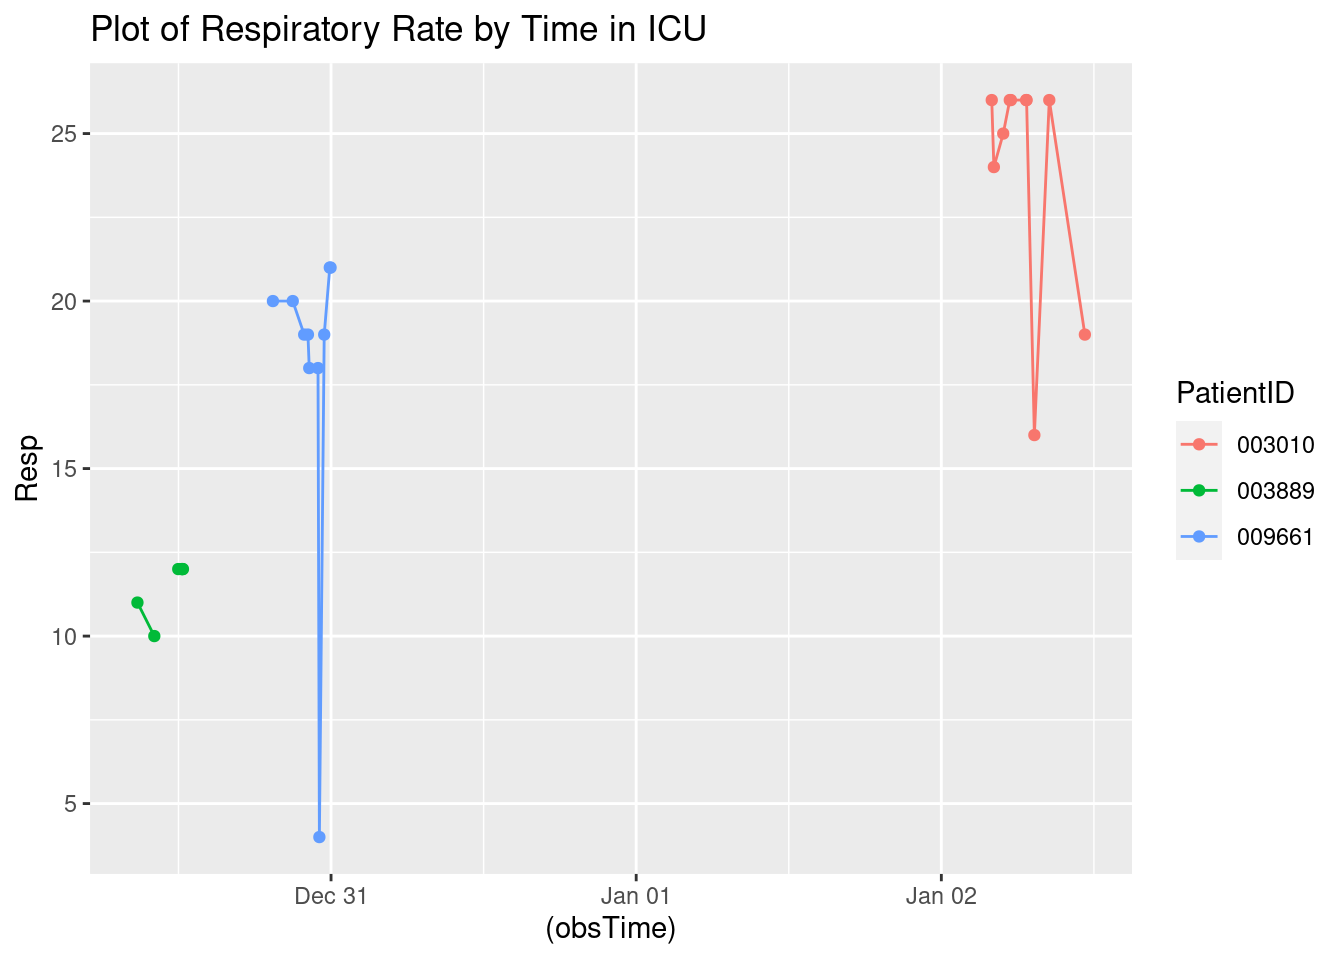 Plot of Respiratory Rate by Time in ICU
25
20
15
10
5
Resp
Dec 31
Jan 01
Jan 02
(obsTime)
PatientID
003010
003889
009661